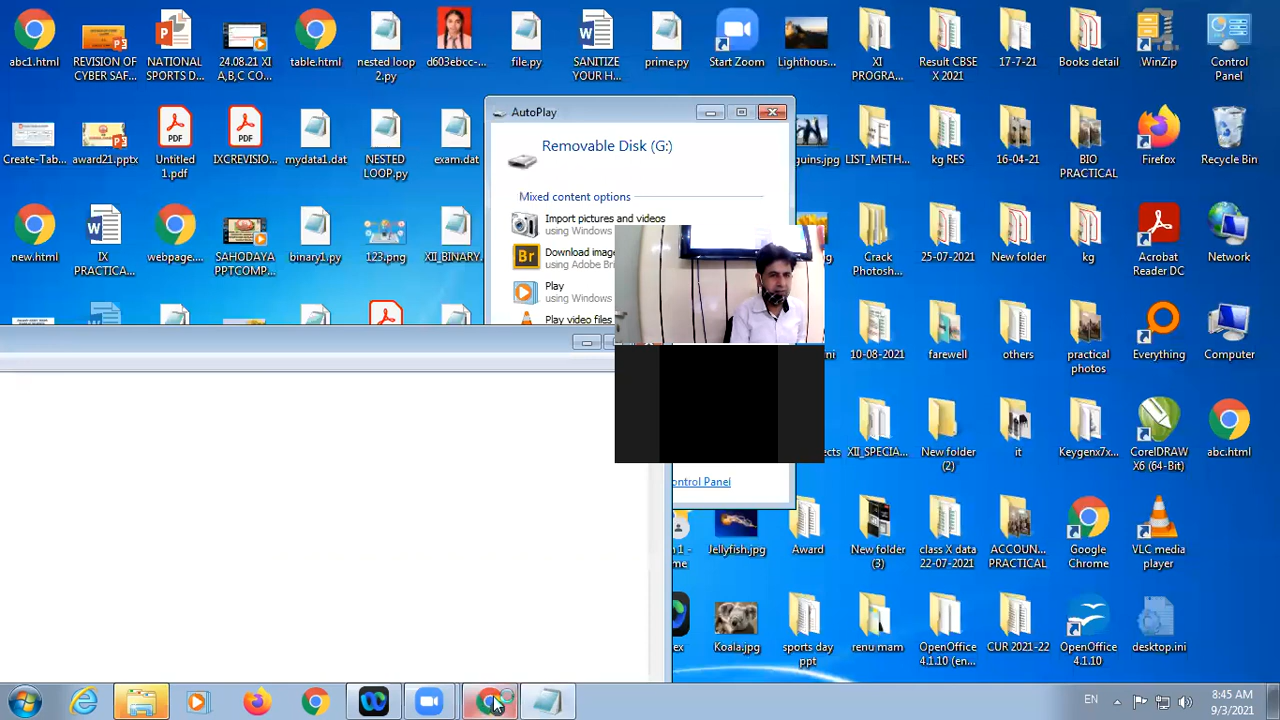 abc1.html
REVISION OF
CYBER SAF...
NATIONAL
SPORTS D...
24.08.21 XI
A,B,C CO...
table.html
nested loop
2.py
d603ebcc-...
file.py
SANITIZE
YOUR H...
prime.py
Start Zoom
Lighthous...
XI
PROGRA...
Result CBSE
X 2021
17-7-21
Books detail
WinZip
Control
Panel
AutoPlay
Removable Disk (G:)
Mixed content options
Import pictures and videos
using Windows
Download image
using Adobe Bri
Play
using Windows
Play video files
ontrol Panel
Create-Tab...
award21.pptx
PDF
Untitled
1.pdf
PDF
IXCREVISIO...
mydata1.dat
NESTED
LOOP.py
exam.dat
guins.jpg
LIST_METH...
kg RES
16-04-21
BIO
PRACTICAL
Firefox
Recycle Bin
new.html
IX
PRACTICA...
webpage....
SAHODAYA
PPTCOMP...
binary1.py
123.png
XII_BINARY...
Crack
Photosh...
25-07-2021
New folder
kg
Acrobat
Reader DC
Network
10-08-2021
farewell
others
practical
photos
Everything
Computer
ects
XII_SPECIA...
New folder
(2)
it
Keygenx7x...
CorelDRAW
X6 (64-Bit)
abc.html
Jellyfish.jpg
Award
New folder
(3)
class X data
22-07-2021
ACCOUN...
PRACTICAL
Google
Chrome
VLC media
player
ex
Koala.jpg
sports day
ppt
renu mam
OpenOffice
4.1.10 (en...
CUR 2021-22
OpenOffice
4.1.10
desktop.ini
EN
8:45 AM
9/3/2021